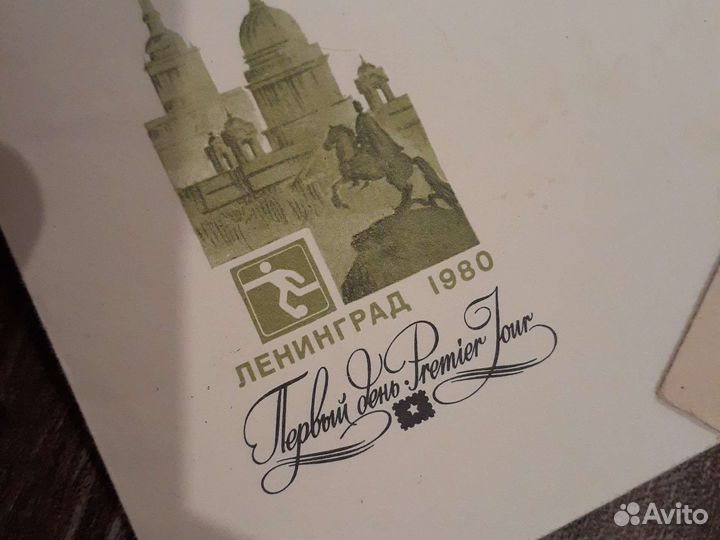 ЛЕНИНГРАД 1980
Первый день · Premier Jour
Avito